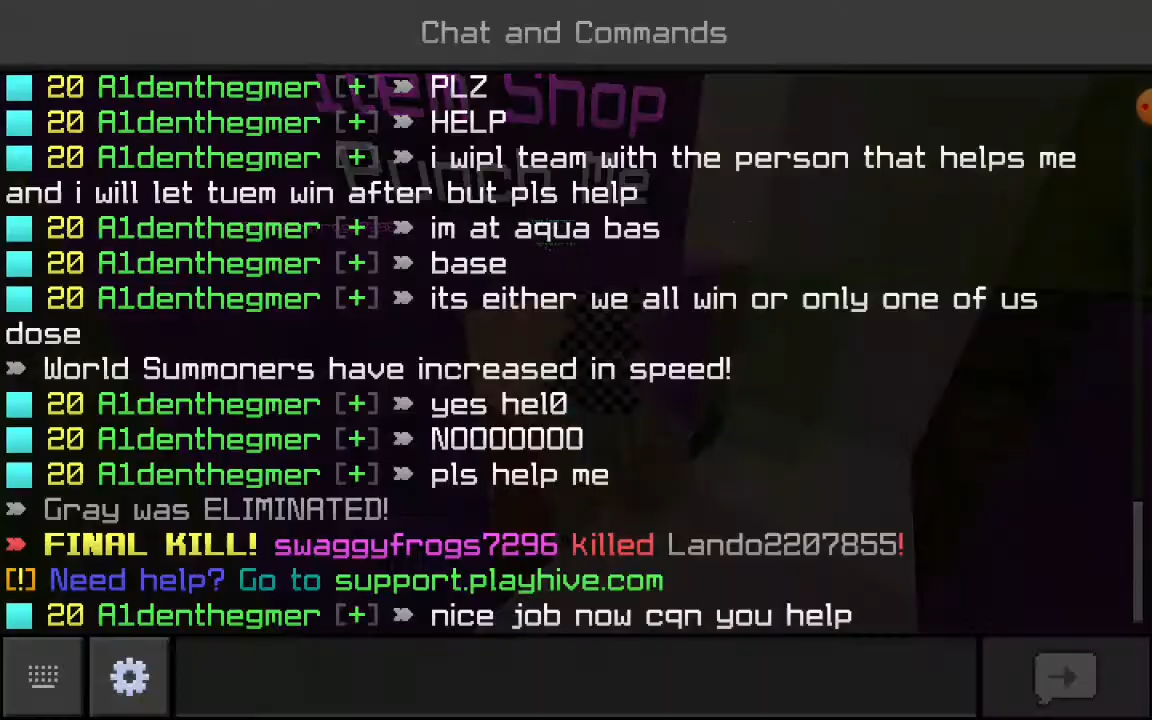 Chat and Commands
Item Shop
Punch Me
20 A1denthegmer [+] » PLZ
20 A1denthegmer [+] » HELP
20 A1denthegmer [+] » i wipl team with the person that helps me
and i will let tuem win after but pls help
20 A1denthegmer [+] » im at aqua bas
20 A1denthegmer [+] » base
20 A1denthegmer [+] » its either we all win or only one of us
dose
» World Summoners have increased in speed!
20 A1denthegmer [+] » yes hel0
20 A1denthegmer [+] » NOOOOOOO
20 A1denthegmer [+] » pls help me
» Gray was ELIMINATED!
» FINAL KILL! swaggyfrogs7296 killed Lando2207855!
[!] Need help? Go to support.playhive.com
20 A1denthegmer [+] » nice job now cqn you help